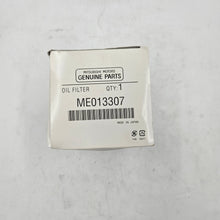 MITSUBISHI MOTORS
GENUINE PARTS
OIL FILTER QTY. 1
ME013307
MADE IN JAPAN